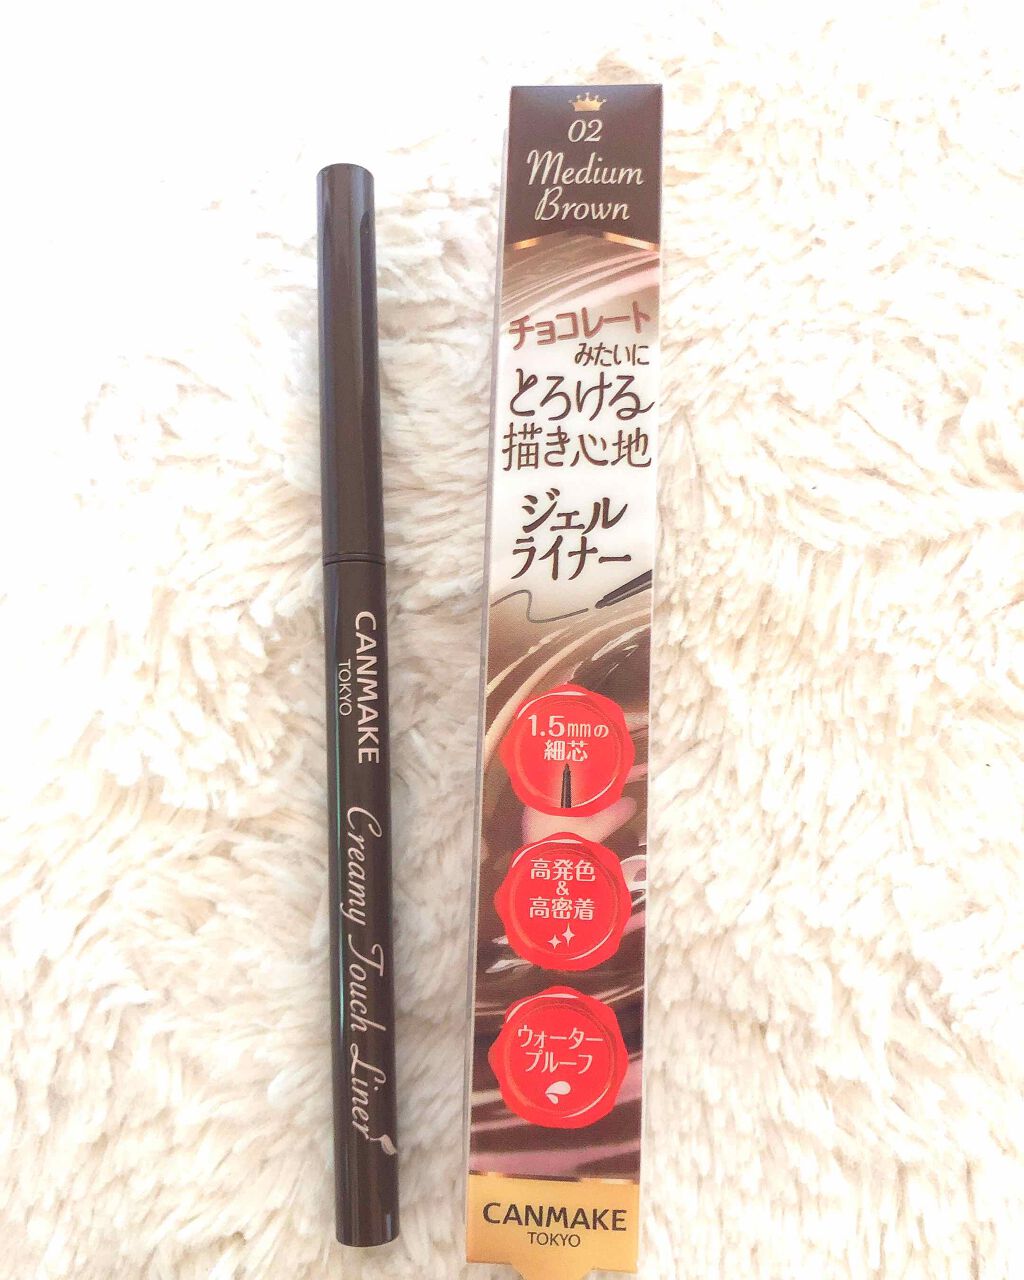 CANMAKE
TOKYO
Creamy Touch Liner
02
Medium
Brown
チョコレート
みたいに
とろける
描き心地
ジェル
ライナー
1.5mmの
細芯
高発色
&
高密着
ウォーター
プルーフ
CANMAKE
TOKYO